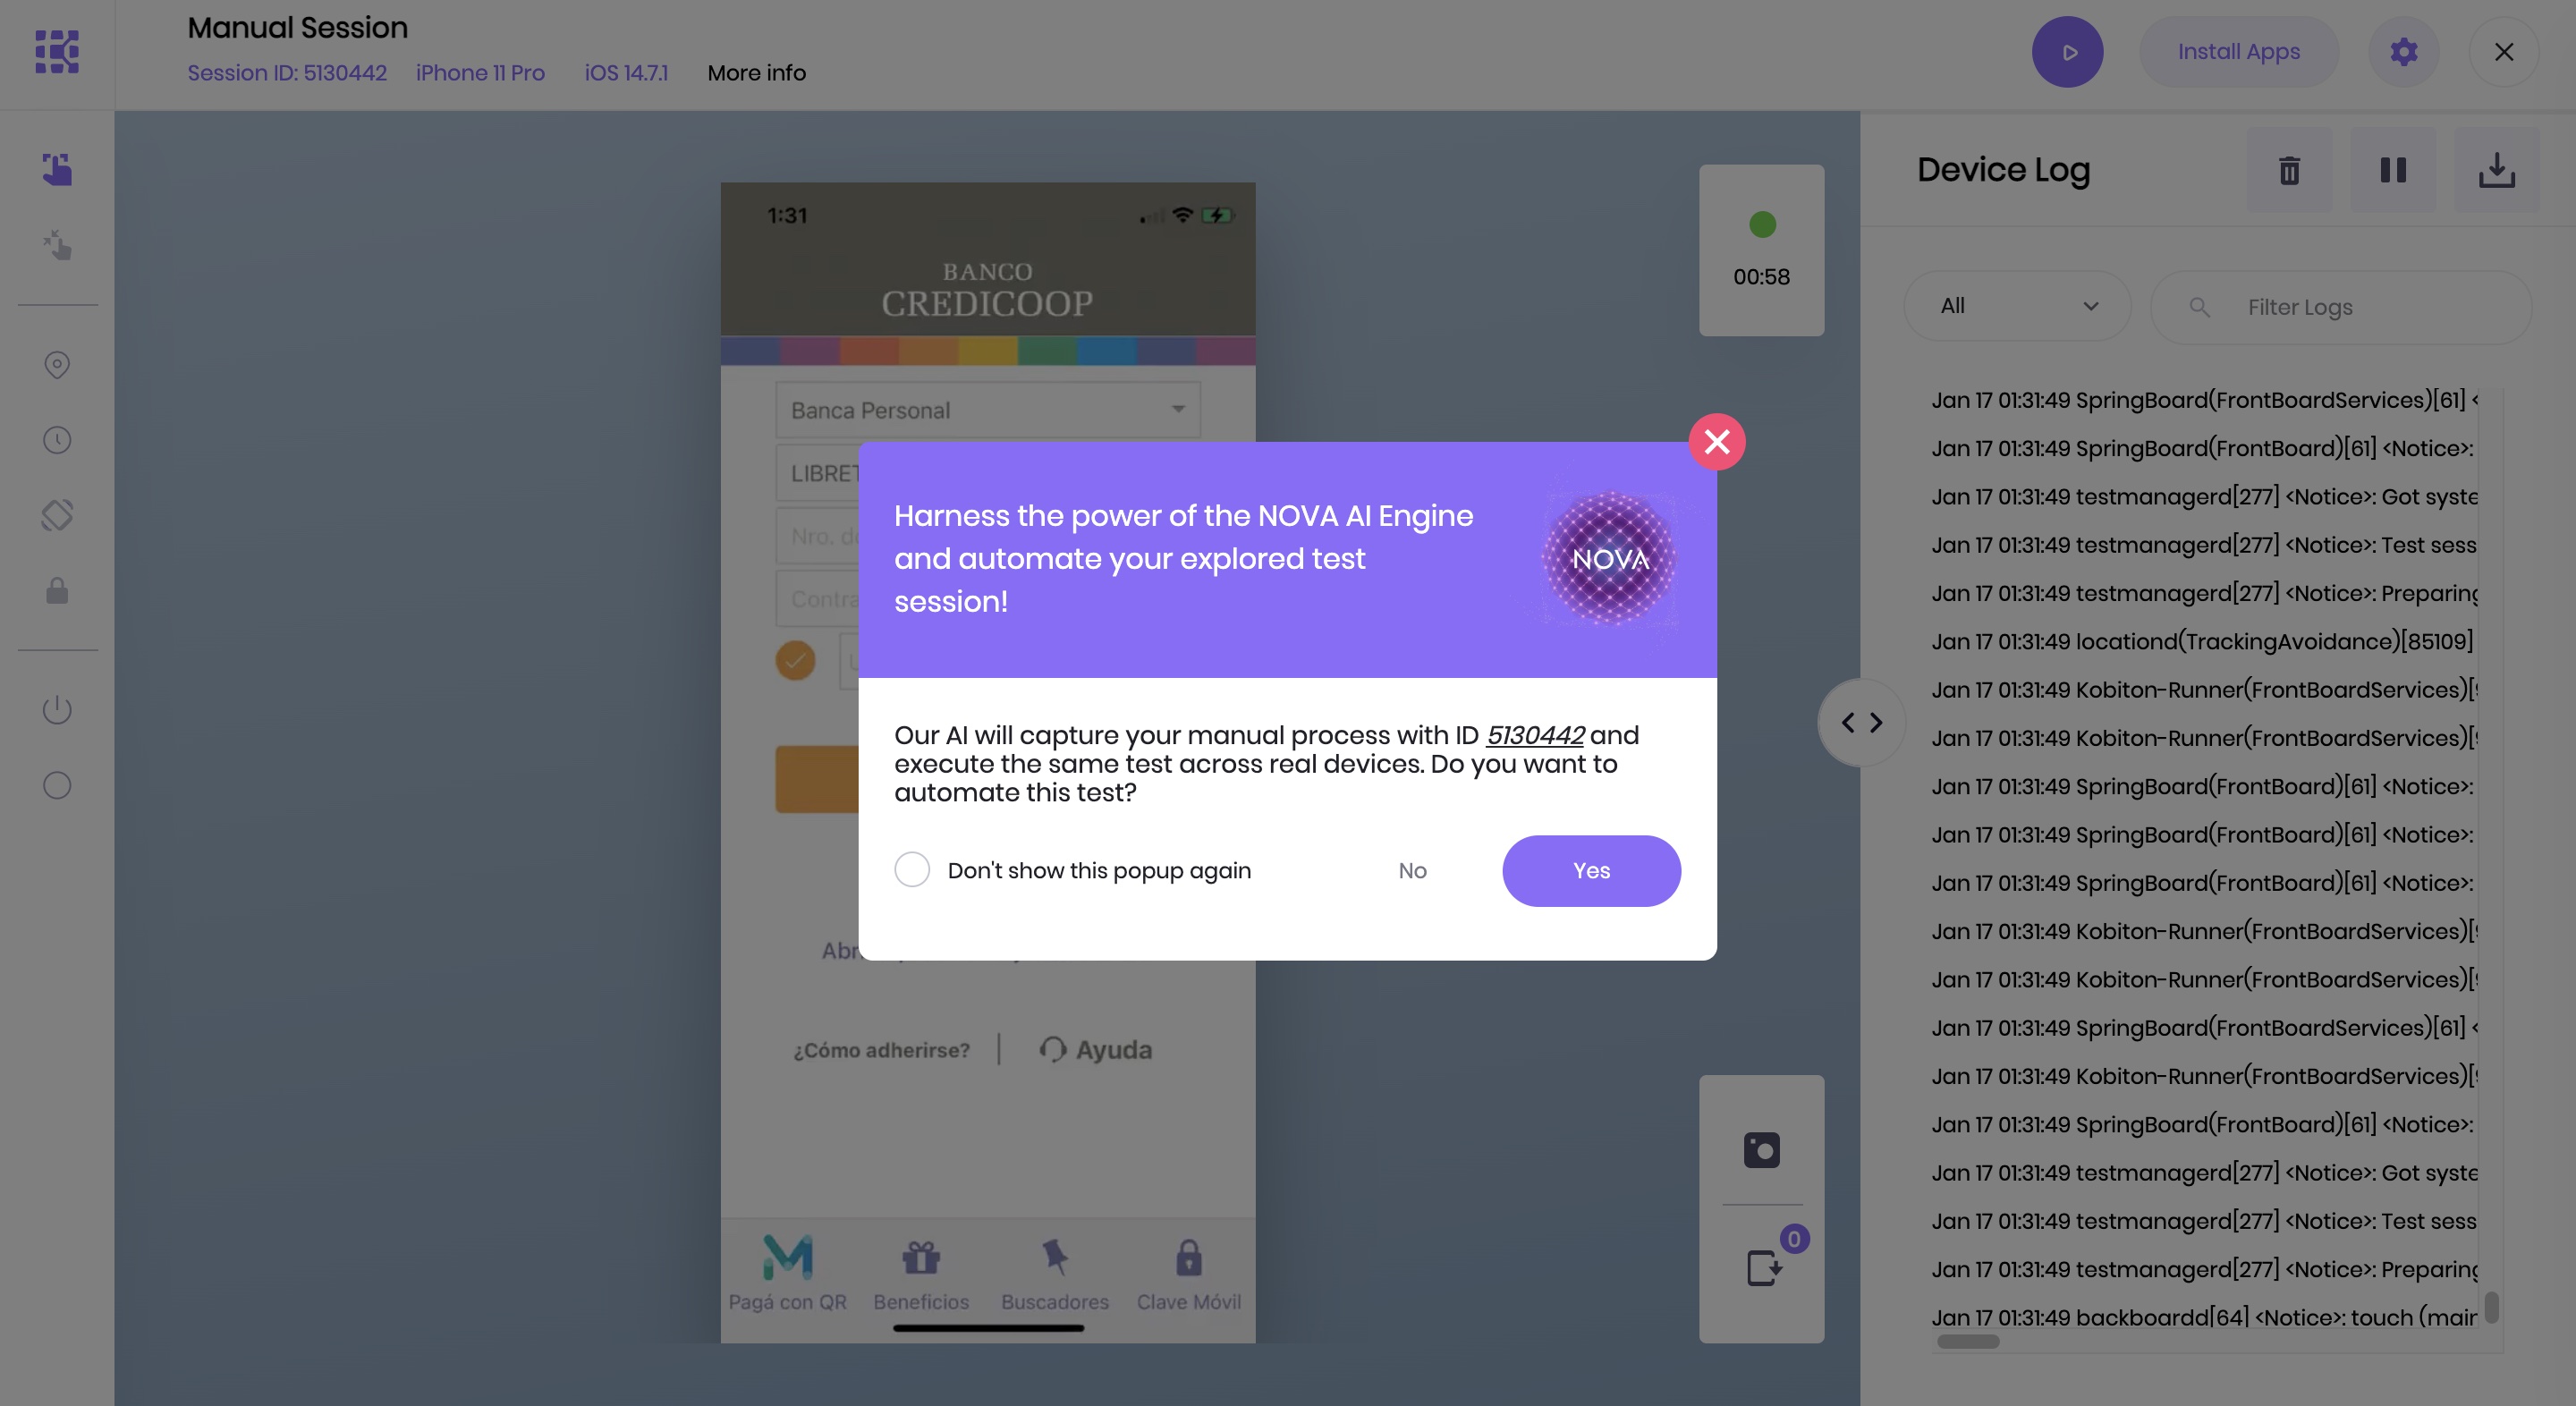 Manual Session
Session ID: 5130442 iPhone 11 Pro iOS 14.7.1 More info
Install Apps
1:31
BANCO
CREDICOOP
Banca Personal
LIBRET
Nro. d
Contra
¿Cómo adherirse? | Ayuda
Pagá con QR Beneficios Buscadores Clave Móvil
00:58
Harness the power of the NOVA AI Engine
and automate your explored test
session!
NOVA
Our AI will capture your manual process with ID 5130442 and
execute the same test across real devices. Do you want to
automate this test?
Don't show this popup again No Yes
0
Device Log
All Filter Logs
Jan 17 01:31:49 SpringBoard(FrontBoardServices)[61] <
Jan 17 01:31:49 SpringBoard(FrontBoard)[61] <Notice>:
Jan 17 01:31:49 testmanagerd[277] <Notice>: Got syste
Jan 17 01:31:49 testmanagerd[277] <Notice>: Test sess
Jan 17 01:31:49 testmanagerd[277] <Notice>: Preparing
Jan 17 01:31:49 locationd(TrackingAvoidance)[85109]
Jan 17 01:31:49 Kobiton-Runner(FrontBoardServices)[
Jan 17 01:31:49 Kobiton-Runner(FrontBoardServices)[
Jan 17 01:31:49 SpringBoard(FrontBoard)[61] <Notice>:
Jan 17 01:31:49 SpringBoard(FrontBoard)[61] <Notice>:
Jan 17 01:31:49 SpringBoard(FrontBoard)[61] <Notice>:
Jan 17 01:31:49 Kobiton-Runner(FrontBoardServices)[
Jan 17 01:31:49 Kobiton-Runner(FrontBoardServices)[
Jan 17 01:31:49 SpringBoard(FrontBoardServices)[61] <
Jan 17 01:31:49 Kobiton-Runner(FrontBoardServices)[
Jan 17 01:31:49 SpringBoard(FrontBoard)[61] <Notice>:
Jan 17 01:31:49 testmanagerd[277] <Notice>: Got syste
Jan 17 01:31:49 testmanagerd[277] <Notice>: Test sess
Jan 17 01:31:49 testmanagerd[277] <Notice>: Preparing
Jan 17 01:31:49 backboardd[64] <Notice>: touch (main